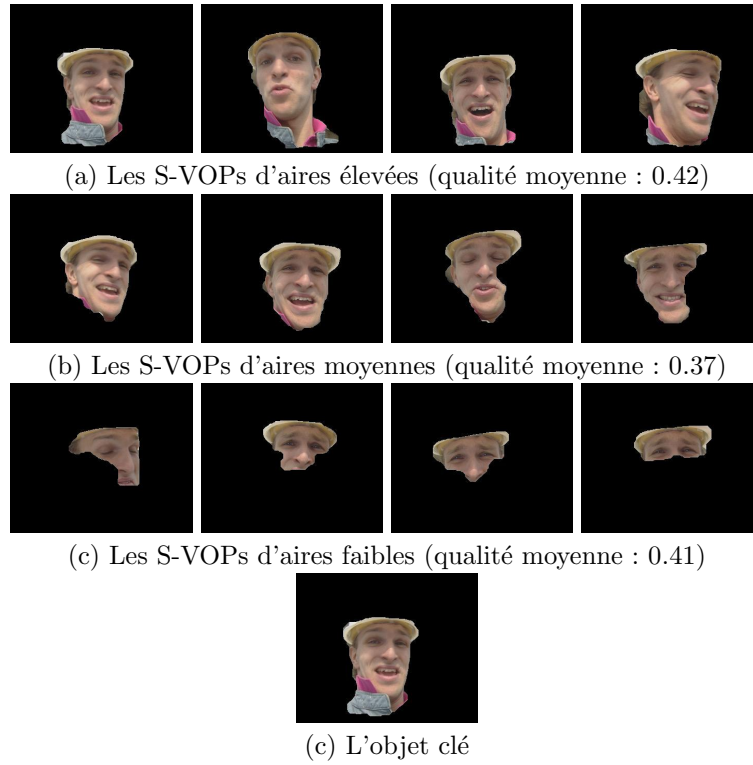 (a) Les S-VOPs d'aires élevées (qualité moyenne : 0.42)
(b) Les S-VOPs d'aires moyennes (qualité moyenne : 0.37)
(c) Les S-VOPs d'aires faibles (qualité moyenne : 0.41)
(c) L'objet clé